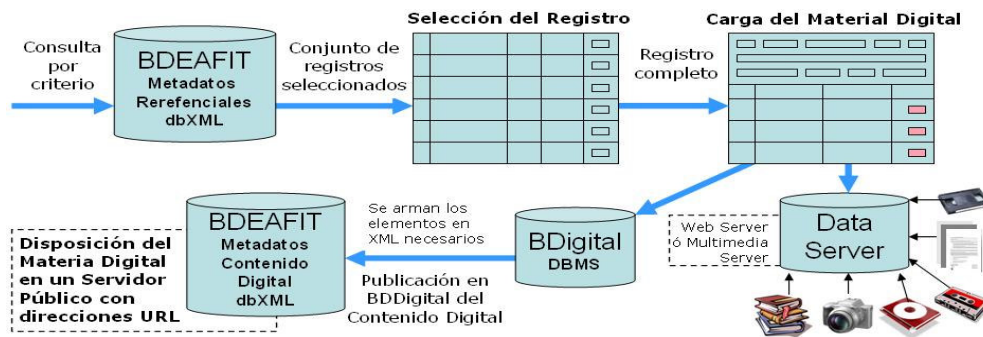 Consulta
por
criterio
BDEAFIT
Metadatos
Rerefenciales
dbXML
Conjunto de
registros
seleccionados
Selección del Registro
Registro
completo
Carga del Material Digital
Disposición del
Materia Digital
en un Servidor
Público con
direcciones URL
BDEAFIT
Metadatos
Contenido
Digital
dbXML
Se arman los
elementos en
XML necesarios
Publicación en
BDDigital del
Contenido Digital
BDigital
DBMS
Web Server
ó Multimedia
Server
Data
Server